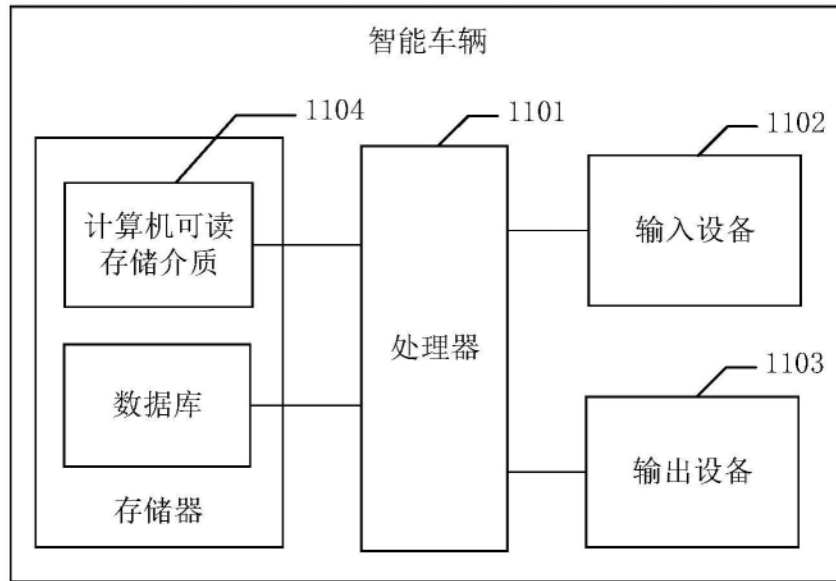 智能车辆
1104
1101
1102
计算机可读
存储介质
输入设备
处理器
1103
数据库
输出设备
存储器